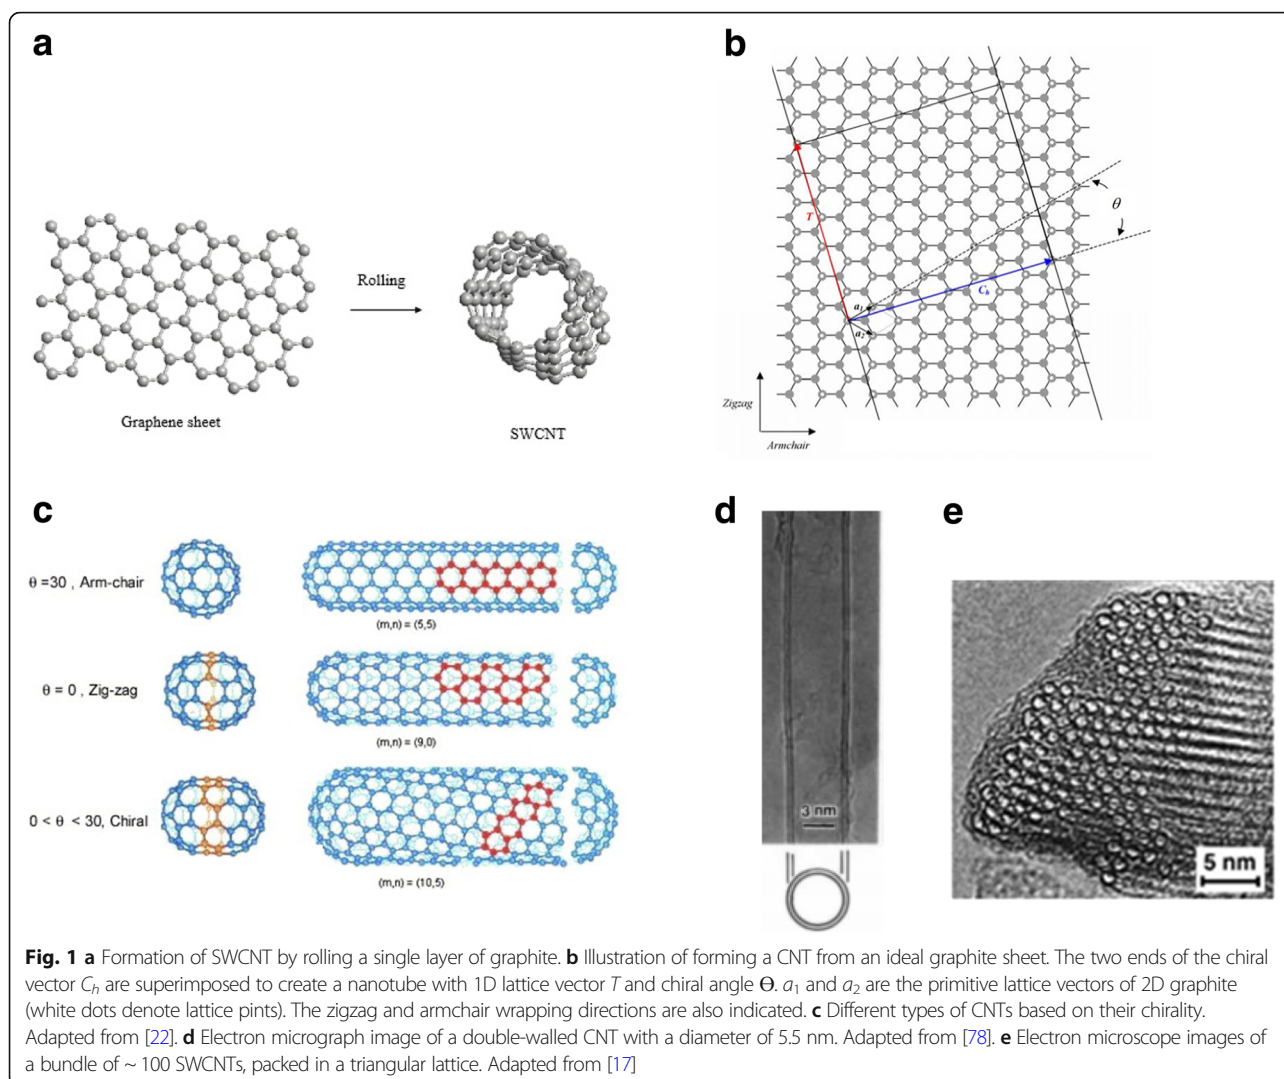 a
Graphene sheet
Rolling
SWCNT
b
T
θ
C_h
a_1
a_2
Zigzag
Armchair
c
θ =30 , Arm-chair
(m,n) = (5,5)
θ = 0 , Zig-zag
(m,n) = (9,0)
0 < θ < 30, Chiral
(m,n) = (10,5)
d
3 nm
e
5 nm
Fig. 1 a Formation of SWCNT by rolling a single layer of graphite. b Illustration of forming a CNT from an ideal graphite sheet. The two ends of the chiral
vector C_h are superimposed to create a nanotube with 1D lattice vector T and chiral angle Θ. a_1 and a_2 are the primitive lattice vectors of 2D graphite
(white dots denote lattice pints). The zigzag and armchair wrapping directions are also indicated. c Different types of CNTs based on their chirality.
Adapted from [22]. d Electron micrograph image of a double-walled CNT with a diameter of 5.5 nm. Adapted from [78]. e Electron microscope images of
a bundle of ~ 100 SWCNTs, packed in a triangular lattice. Adapted from [17]